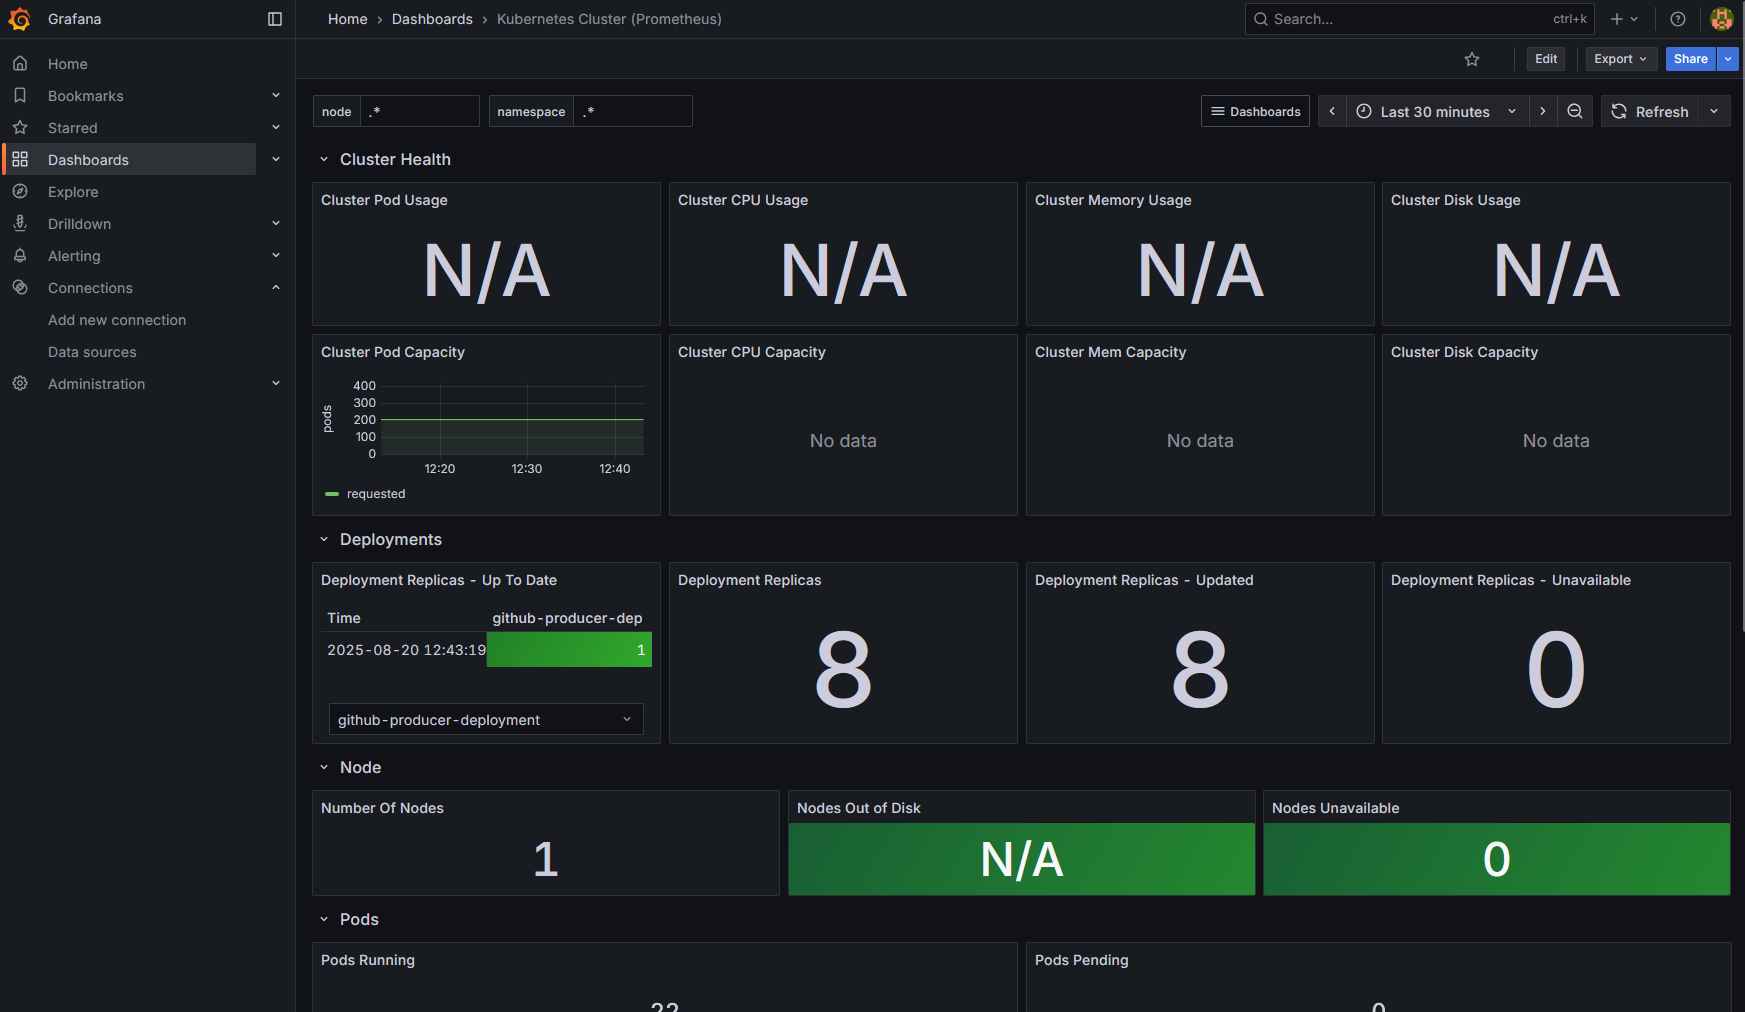 Grafana
Home › Dashboards › Kubernetes Cluster (Prometheus)
Search...
ctrl+k
Edit
Export
Share
Home
Bookmarks
Starred
Dashboards
Explore
Drilldown
Alerting
Connections
Add new connection
Data sources
Administration
node .*
namespace .*
Dashboards
Last 30 minutes
Refresh
Cluster Health
Cluster Pod Usage
N/A
Cluster CPU Usage
N/A
Cluster Memory Usage
N/A
Cluster Disk Usage
N/A
Cluster Pod Capacity
pods
400
300
200
100
0
12:20 12:30 12:40
requested
Cluster CPU Capacity
No data
Cluster Mem Capacity
No data
Cluster Disk Capacity
No data
Deployments
Deployment Replicas - Up To Date
Time github-producer-dep
2025-08-20 12:43:19 1
github-producer-deployment
Deployment Replicas
8
Deployment Replicas - Updated
8
Deployment Replicas - Unavailable
0
Node
Number Of Nodes
1
Nodes Out of Disk
N/A
Nodes Unavailable
0
Pods
Pods Running
22
Pods Pending
0